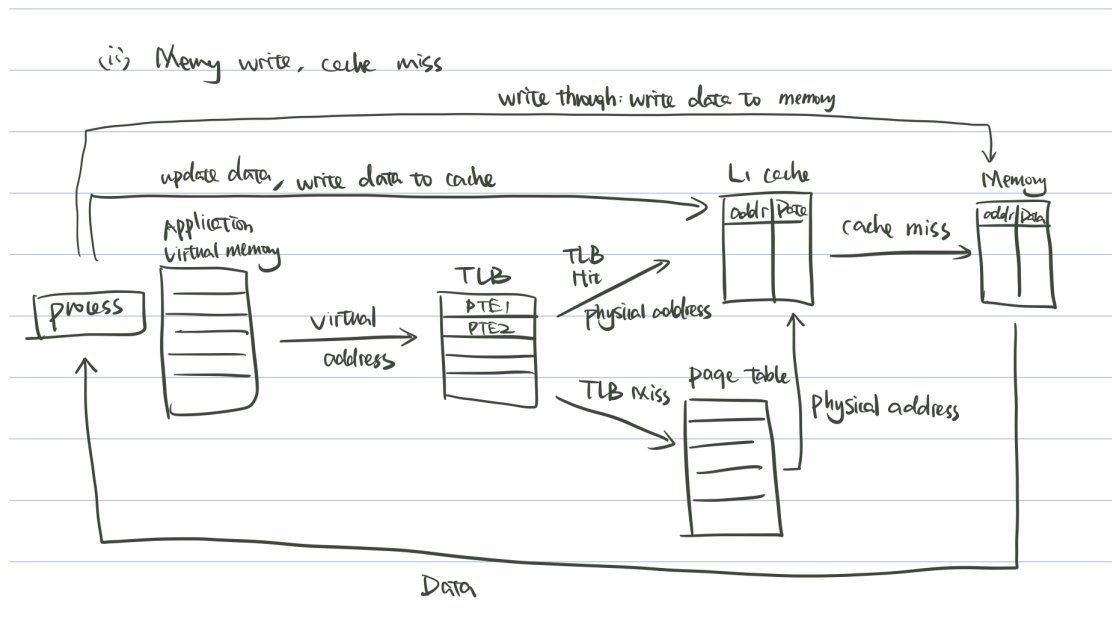 (ii) Memy write, cache miss
write through: write data to memory
update data, write data to cache
L1 cache
Memory
addr Date
addr Data
Application
virtual memory
cache miss
TLB
Hit
TLB
PTE1
PTE2
process
virtual
address
physical address
TLB Miss
page table
physical address
Data